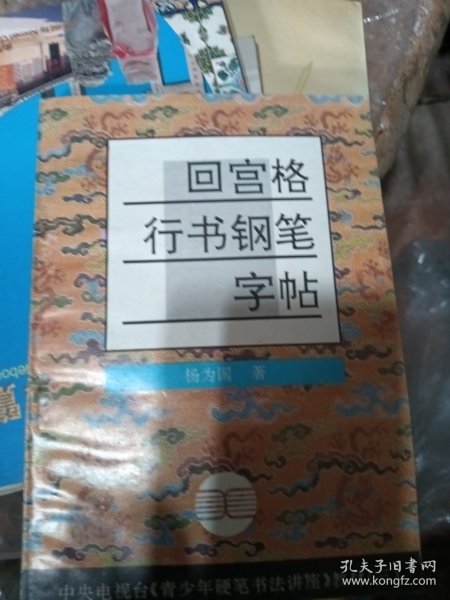 回宫格
行书钢笔
字帖
杨为国 著
中央电视台《青少年硬笔书法讲座》
孔夫子旧书网
www.kongfz.com